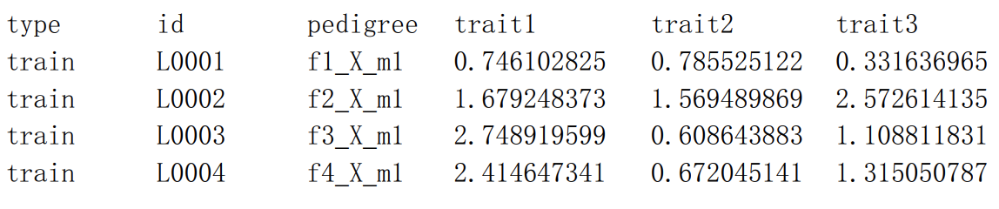 type id pedigree trait1 trait2 trait3
train L0001 f1_X_m1 0.746102825 0.785525122 0.331636965
train L0002 f2_X_m1 1.679248373 1.569489869 2.572614135
train L0003 f3_X_m1 2.748919599 0.608643883 1.108811831
train L0004 f4_X_m1 2.414647341 0.672045141 1.315050787